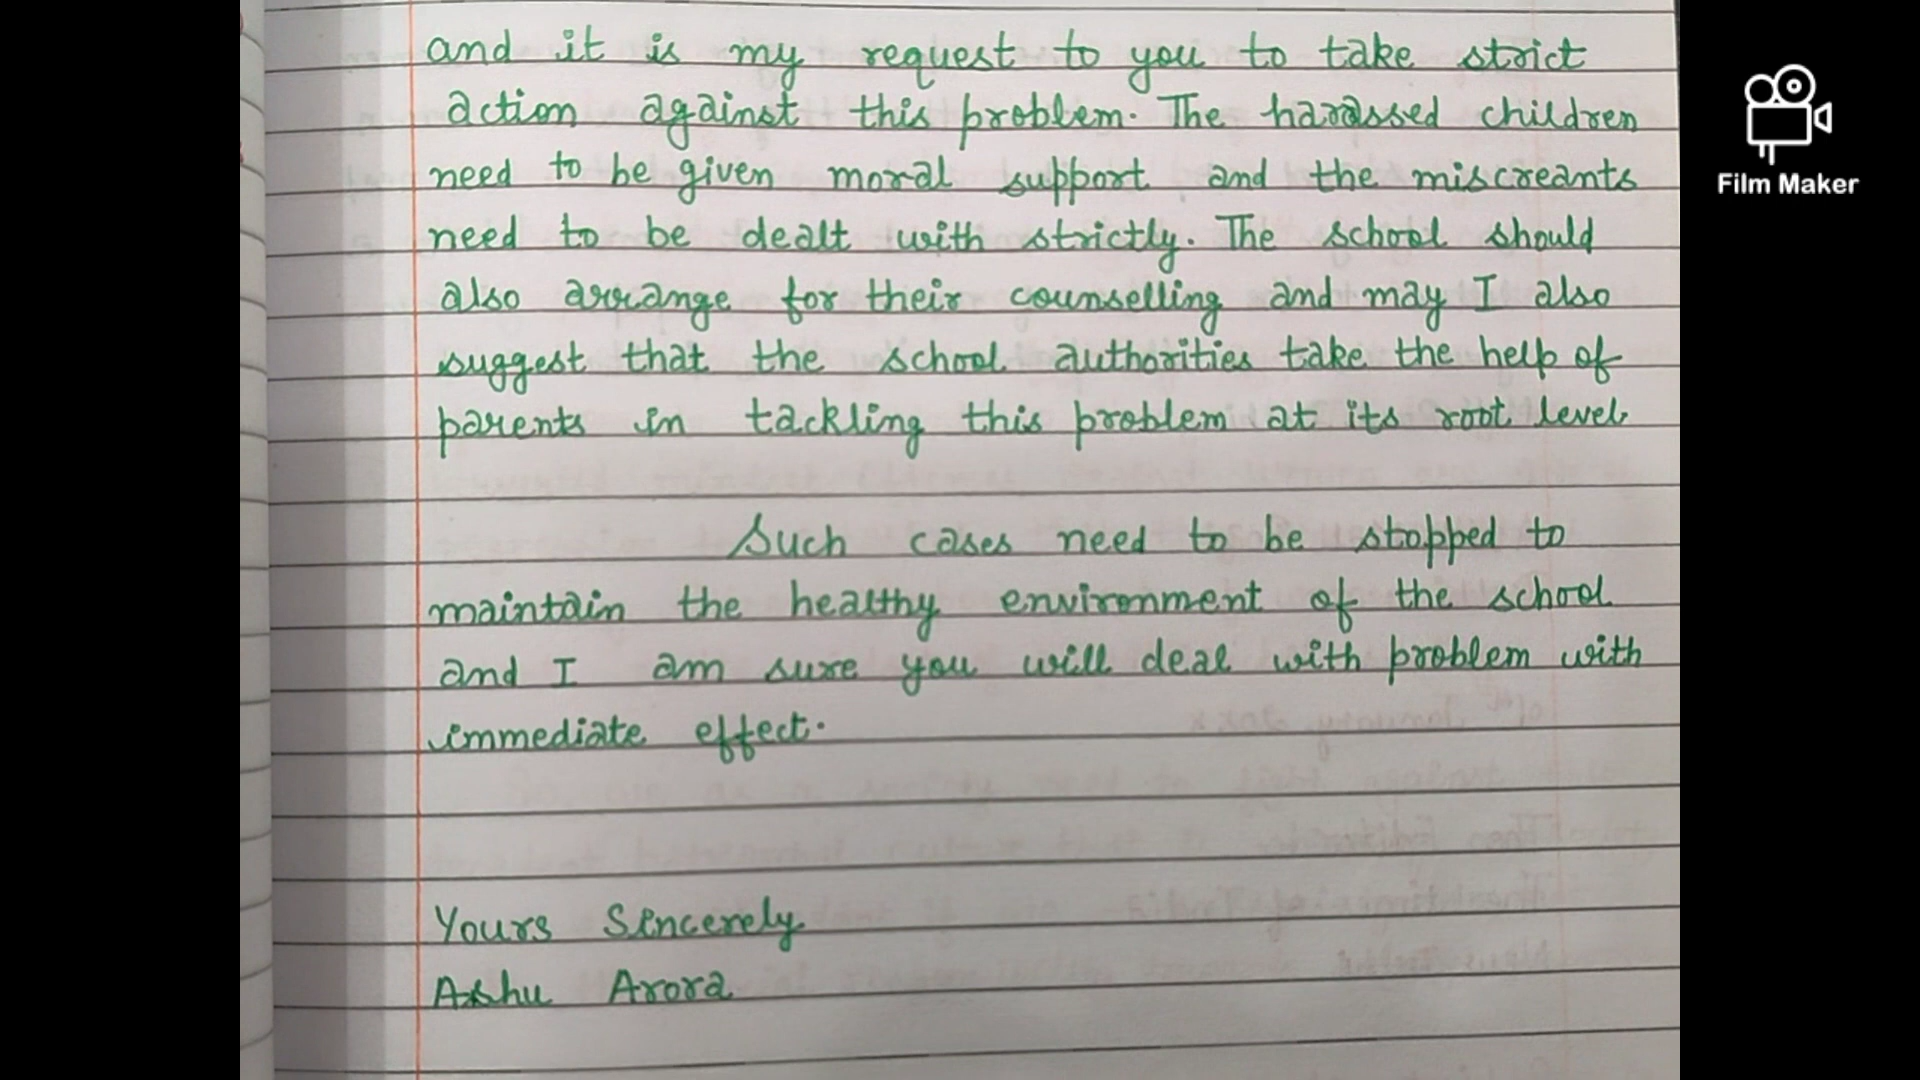 and it is my request to you to take strict
action against this problem. The harassed children
need to be given moral support and the miscreants
need to be dealt with strictly. The school should
also arrange for their counselling and may I also
suggest that the school authorities take the help of
parents in tackling this problem at its root level.
Such cases need to be stopped to
maintain the healthy environment of the school
and I am sure you will deal with problem with
immediate effect.
Yours Sincerely
Ashu Arora
Film Maker